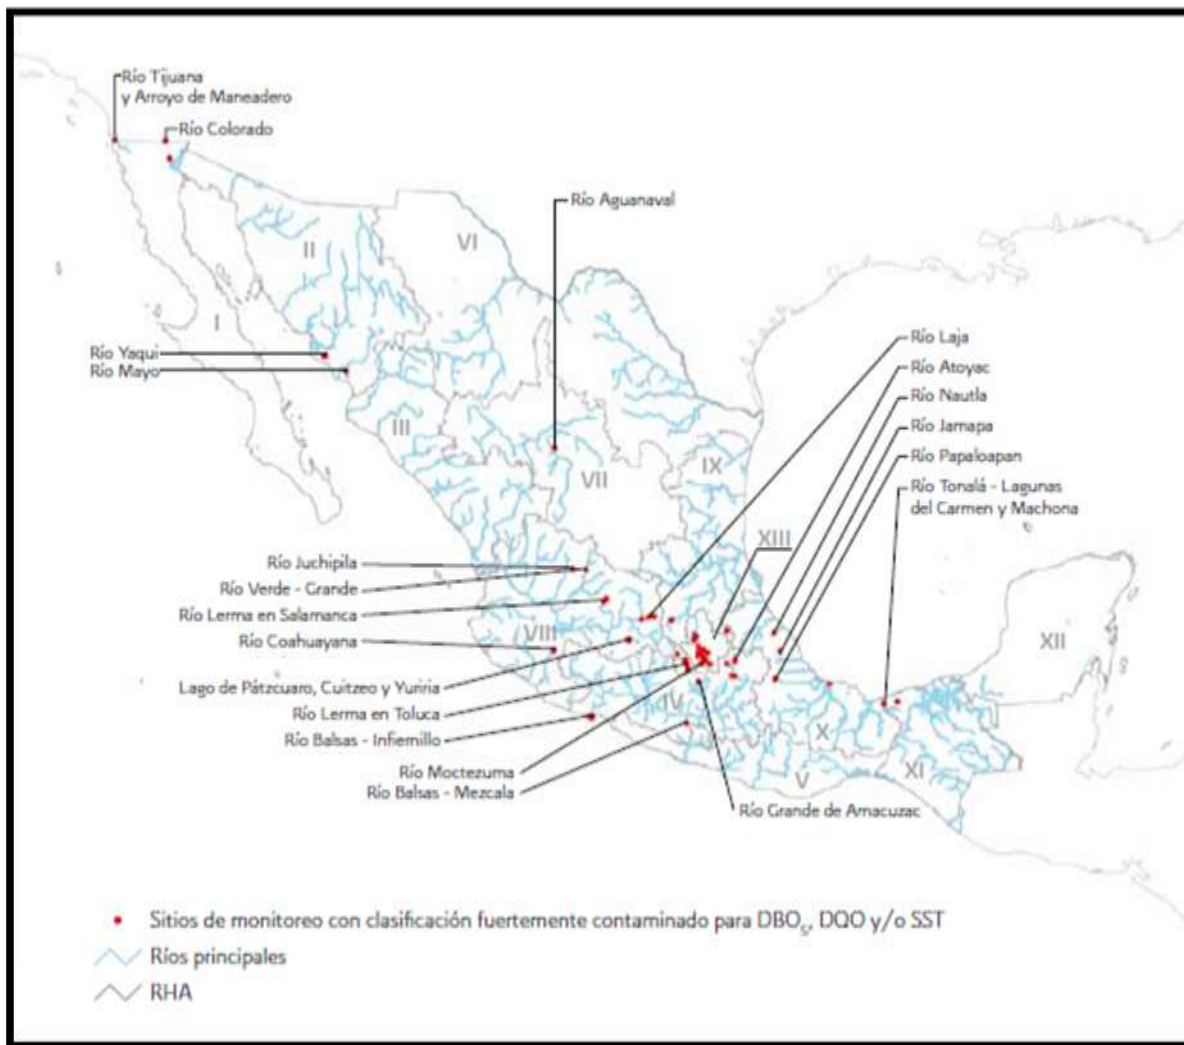 Río Tijuana
y Arroyo de Maneadero
Río Colorado
Río Aguanaval
VI
II
I
Río Yaqui
Río Mayo
III
VII
IX
Río Laja
Río Atoyac
Río Nautla
Río Jamapa
Río Papaloapan
Río Tonalá - Lagunas
del Carmen y Machona
XIII
XII
Río Juchipila
Río Verde - Grande
Río Lerma en Salamanca
Río Coahuayana
VIII
Lago de Pátzcuaro, Cuitzeo y Yuriria
Río Lerma en Toluca
Río Balsas - Infiernillo
IV
X
XI
V
Río Moctezuma
Río Balsas - Mezcala
Río Grande de Amacuzac
Sitios de monitoreo con clasificación fuertemente contaminado para DBO₅, DQO y/o SST
Ríos principales
RHA